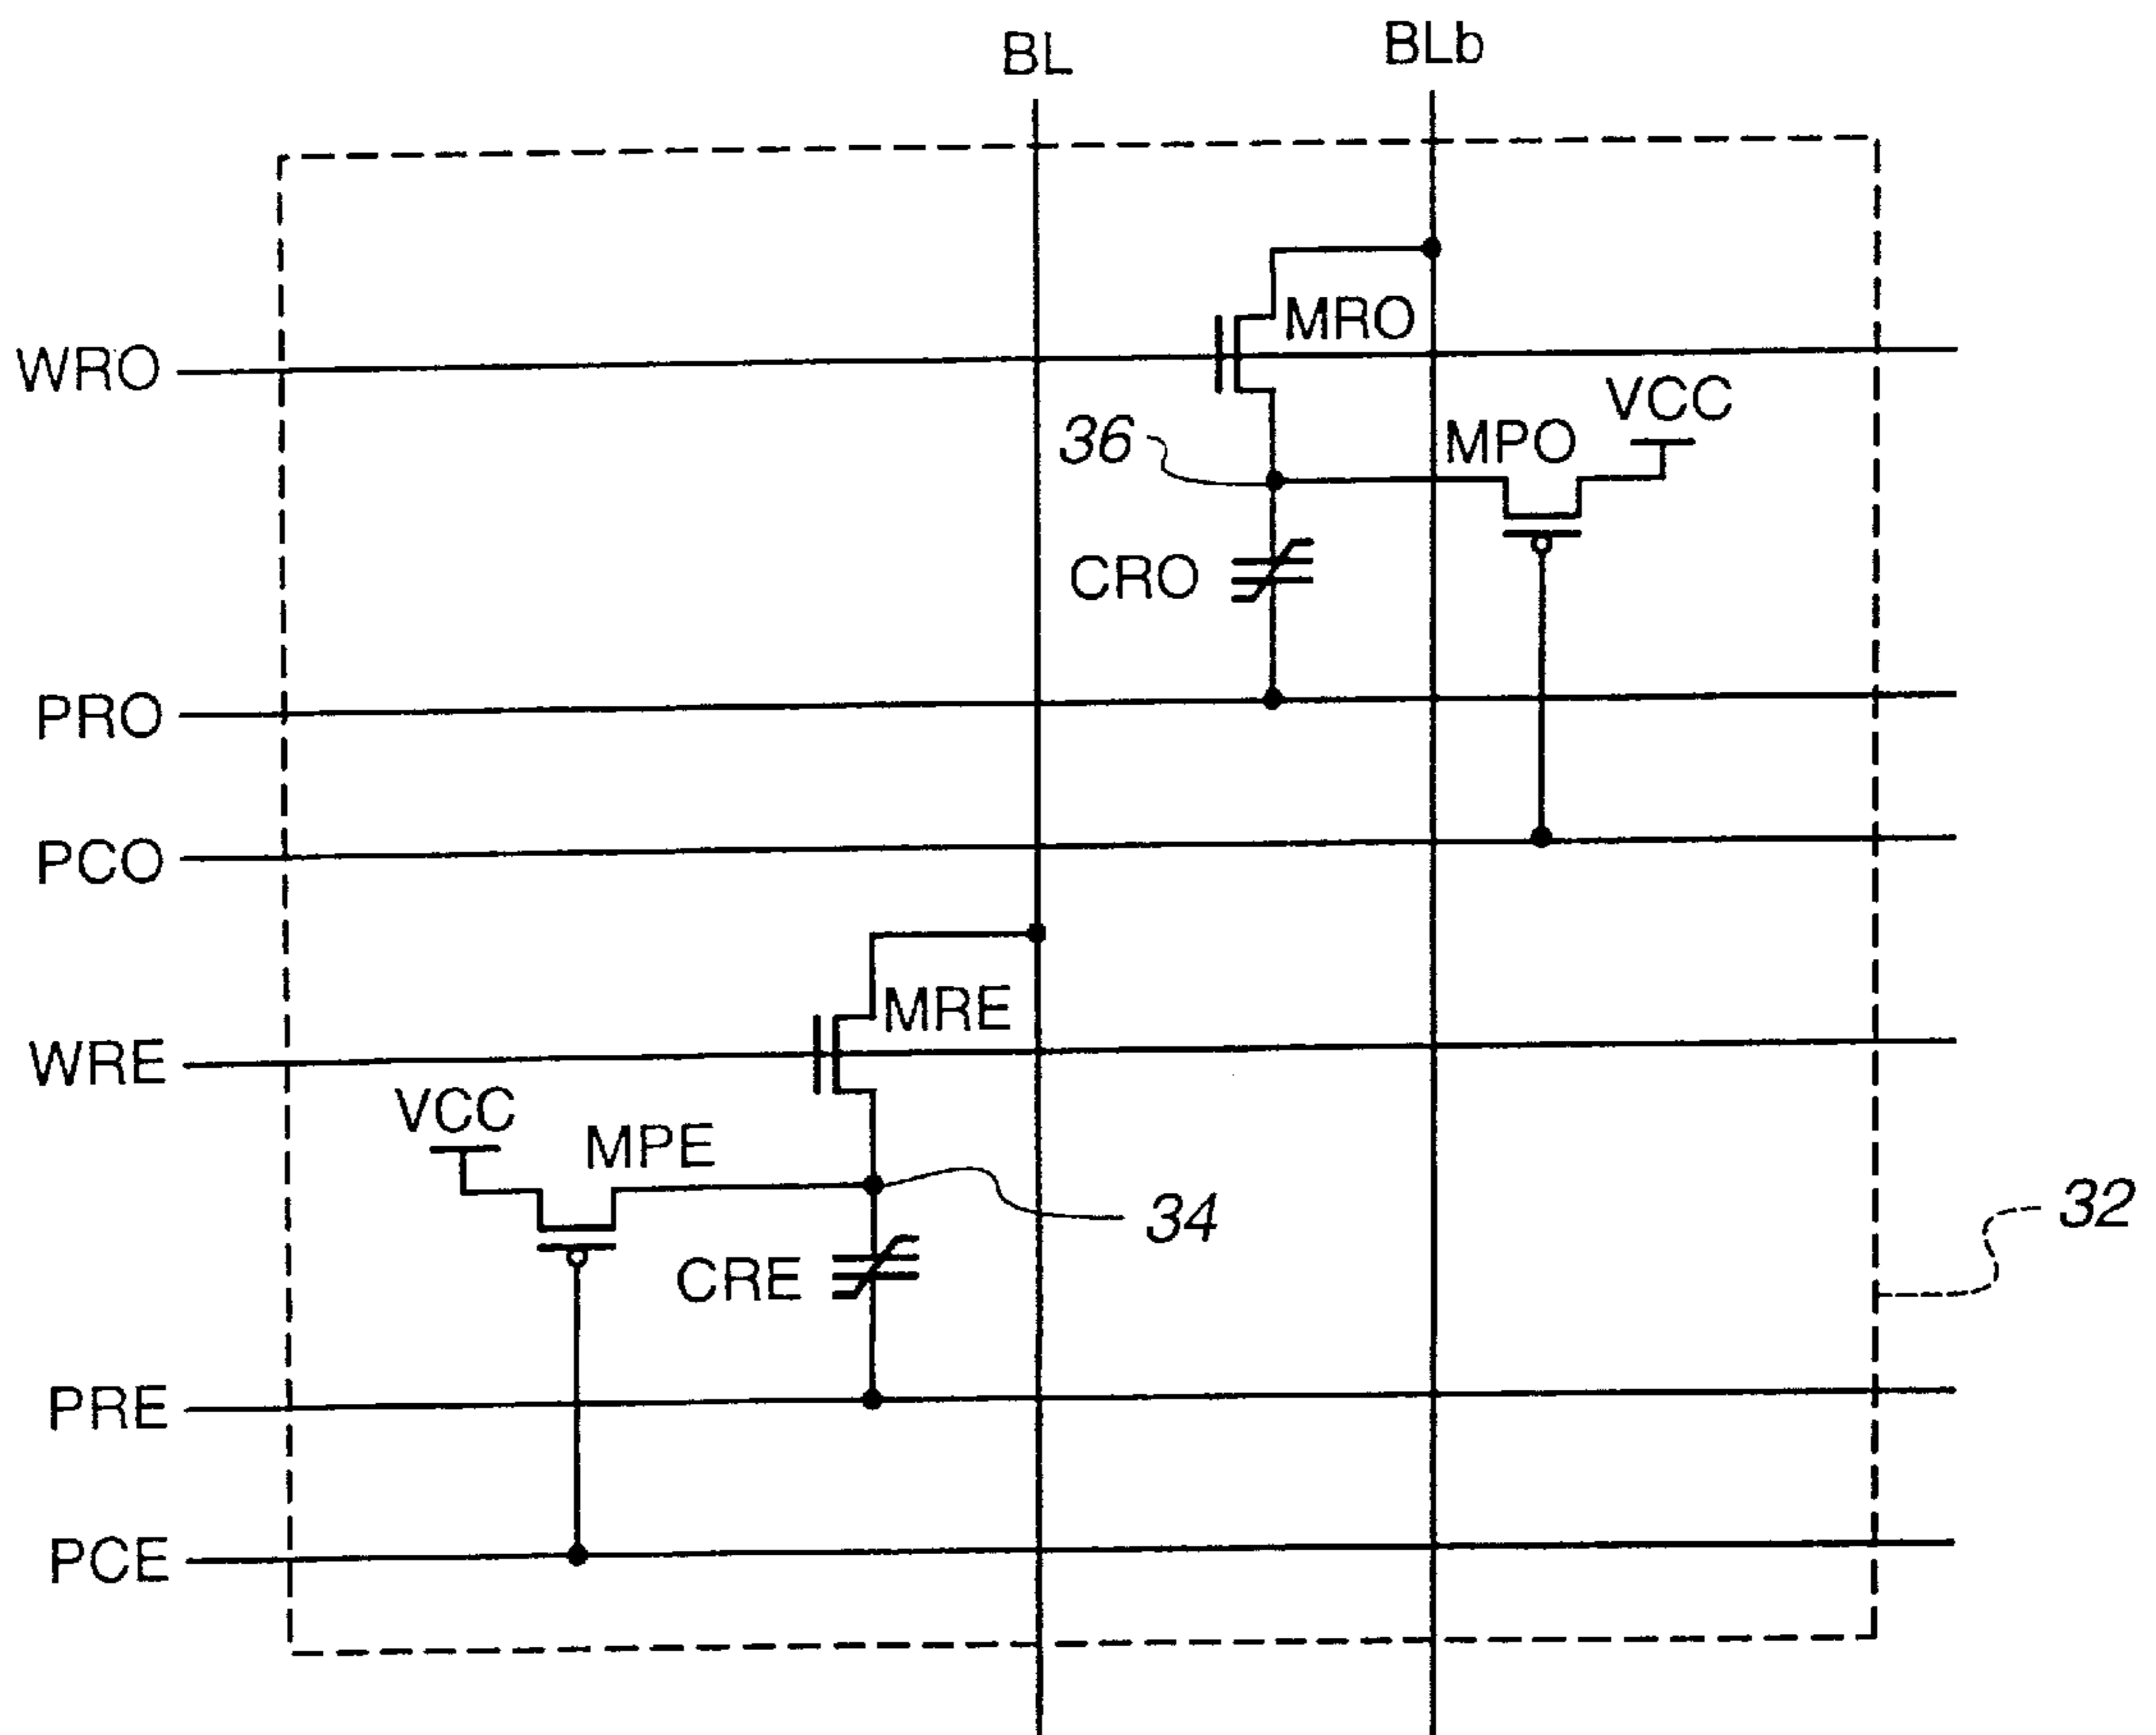 BL
BLb
MRO
WRO
VCC
36
MPO
CRO
PRO
PCO
MRE
WRE
VCC
MPE
34
32
CRE
PRE
PCE